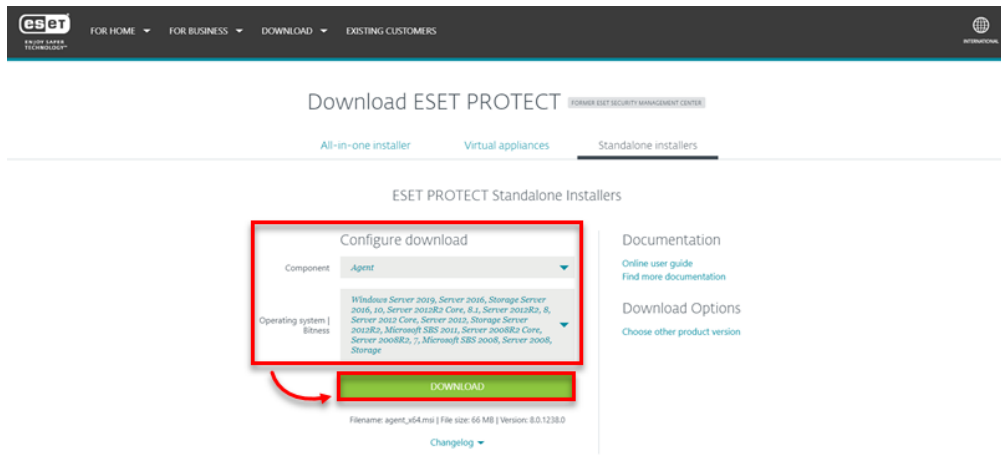 eseT
ENJOY SAFER
TECHNOLOGY™
FOR HOME
FOR BUSINESS
DOWNLOAD
EXISTING CUSTOMERS
INTERNATIONAL
Download ESET PROTECT
FORMER ESET SECURITY MANAGEMENT CENTER
All-in-one installer
Virtual appliances
Standalone installers
ESET PROTECT Standalone Installers
Configure download
Component
Agent
Operating system |
Bitness
Windows Server 2019, Server 2016, Storage Server
2016, 10, Server 2012R2 Core, 8.1, Server 2012R2, 8,
Server 2012 Core, Server 2012, Storage Server
2012R2, Microsoft SBS 2011, Server 2008R2 Core,
Server 2008R2, 7, Microsoft SBS 2008, Server 2008,
Storage
DOWNLOAD
Filename: agent_x64.msi | File size: 66 MB | Version: 8.0.1238.0
Changelog
Documentation
Online user guide
Find more documentation
Download Options
Choose other product version